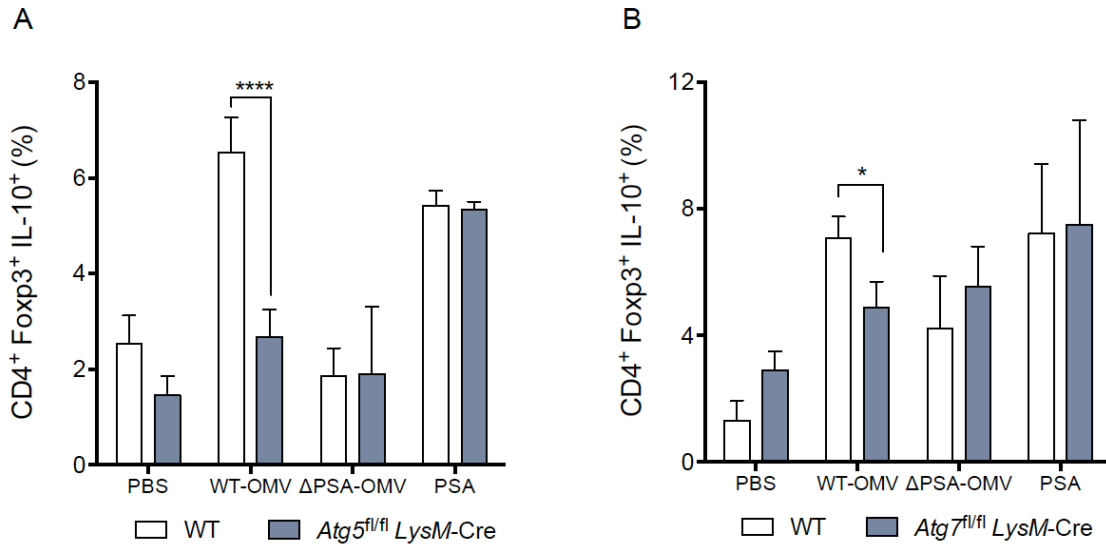 A
CD4⁺ Foxp3⁺ IL-10⁺ (%)
8
6
4
2
0
****
PBS WT-OMV ΔPSA-OMV PSA
WT Atg5fl/fl LysM-Cre
B
CD4⁺ Foxp3⁺ IL-10⁺ (%)
12
8
4
0
*
PBS WT-OMV ΔPSA-OMV PSA
WT Atg7fl/fl LysM-Cre